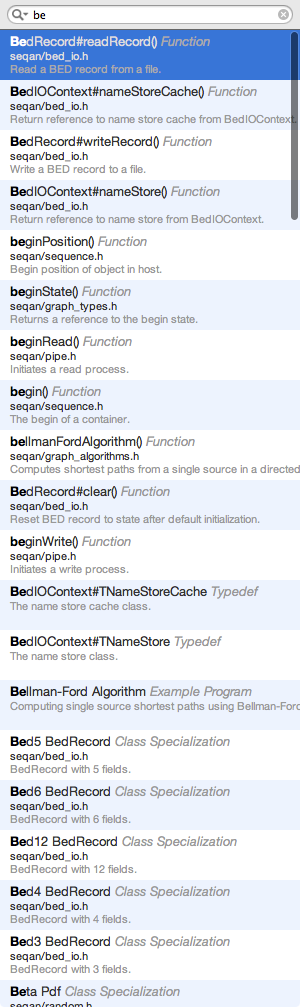 be
BedRecord#readRecord() Function
seqan/bed_io.h
Read a BED record from a file.
BedIOContext#nameStoreCache() Function
seqan/bed_io.h
Return reference to name store cache from BedIOContext.
BedRecord#writeRecord() Function
seqan/bed_io.h
Write a BED record to a file.
BedIOContext#nameStore() Function
seqan/bed_io.h
Return reference to name store from BedIOContext.
beginPosition() Function
seqan/sequence.h
Begin position of object in host.
beginState() Function
seqan/graph_types.h
Returns a reference to the begin state.
beginRead() Function
seqan/pipe.h
Initiates a read process.
begin() Function
seqan/sequence.h
The begin of a container.
bellmanFordAlgorithm() Function
seqan/graph_algorithms.h
Computes shortest paths from a single source in a directed
BedRecord#clear() Function
seqan/bed_io.h
Reset BED record to state after default initialization.
beginWrite() Function
seqan/pipe.h
Initiates a write process.
BedIOContext#TNameStoreCache Typedef
The name store cache class.
BedIOContext#TNameStore Typedef
The name store class.
Bellman-Ford Algorithm Example Program
Computing single source shortest paths using Bellman-Ford
Bed5 BedRecord Class Specialization
seqan/bed_io.h
BedRecord with 5 fields.
Bed6 BedRecord Class Specialization
seqan/bed_io.h
BedRecord with 6 fields.
Bed12 BedRecord Class Specialization
seqan/bed_io.h
BedRecord with 12 fields.
Bed4 BedRecord Class Specialization
seqan/bed_io.h
BedRecord with 4 fields.
Bed3 BedRecord Class Specialization
seqan/bed_io.h
BedRecord with 3 fields.
Beta Pdf Class Specialization
seqan/random.h